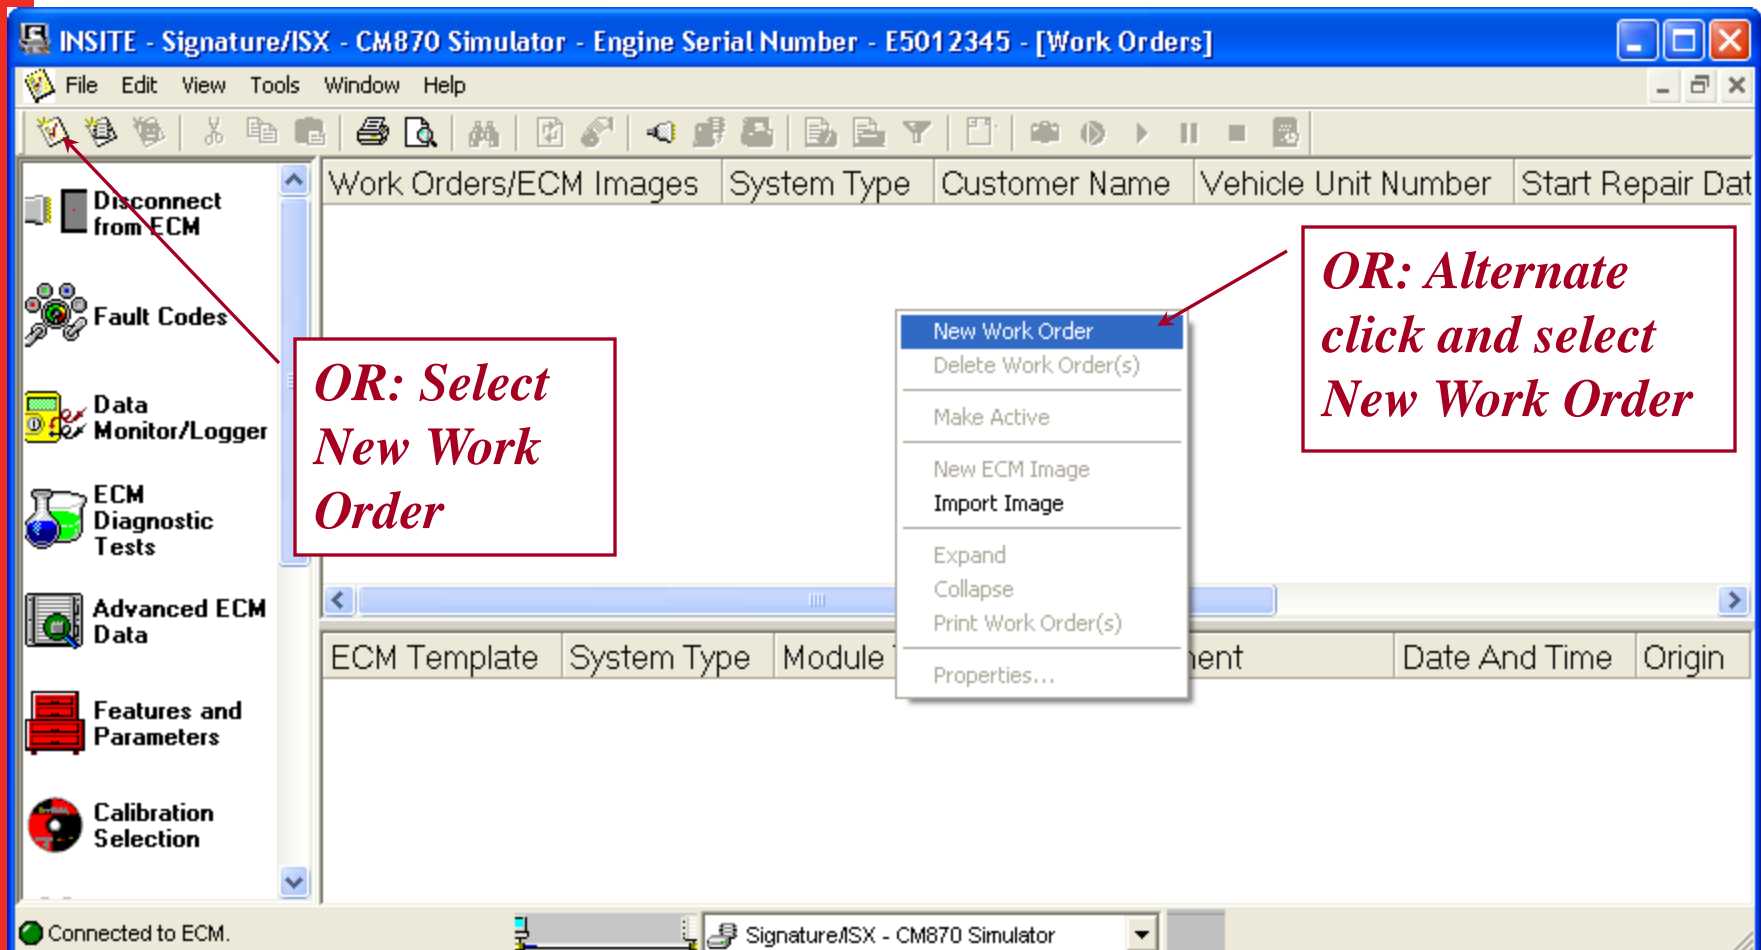 INSITE - Signature/ISX - CM870 Simulator - Engine Serial Number - E5012345 - [Work Orders]
File Edit View Tools Window Help
Work Orders/ECM Images System Type Customer Name Vehicle Unit Number Start Repair Dat
Disconnect
from ECM
Fault Codes
Data
Monitor/Logger
ECM
Diagnostic
Tests
Advanced ECM
Data
Features and
Parameters
Calibration
Selection
OR: Select
New Work
Order
New Work Order
Delete Work Order(s)
Make Active
New ECM Image
Import Image
Expand
Collapse
Print Work Order(s)
Properties...
OR: Alternate
click and select
New Work Order
ECM Template System Type Module Date And Time Origin
Connected to ECM.
Signature/ISX - CM870 Simulator